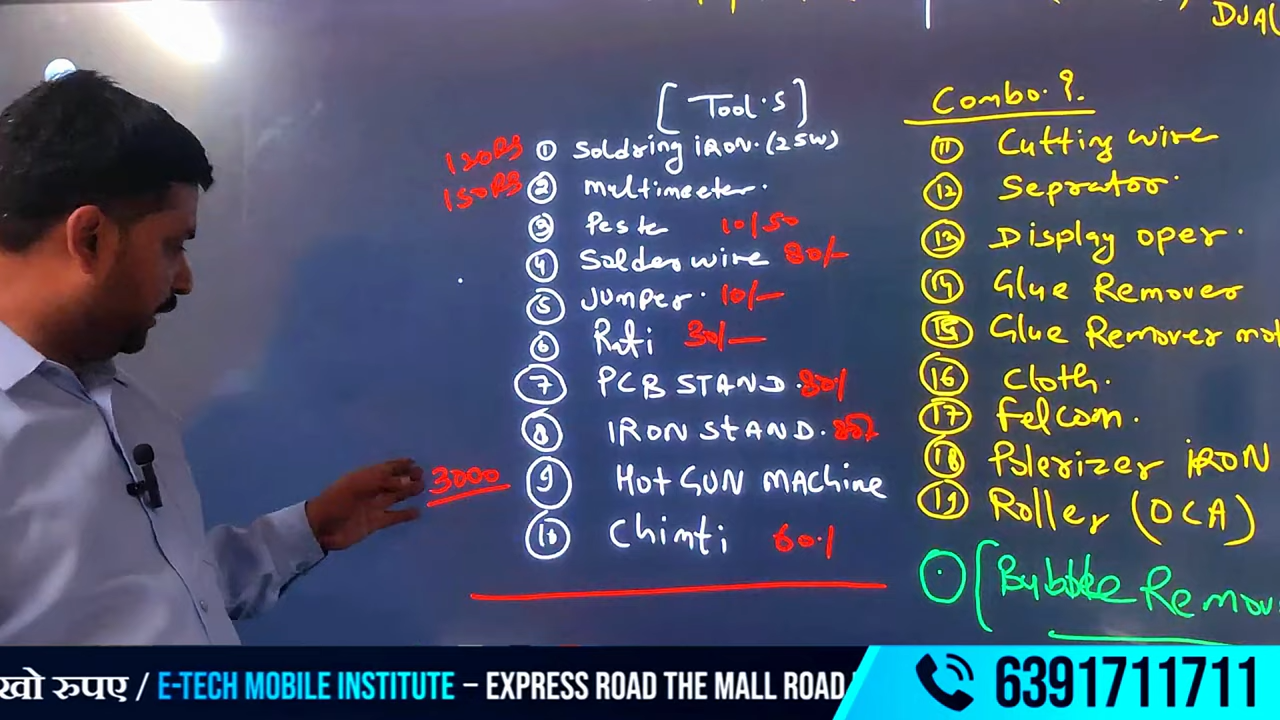 DUAL
[ Tool.s ]
120Rs ① Soldring iRON. (25W)
150Rs ② multimeeter.
③ Peste 10/50
④ Solder wire 80/-
⑤ Jumper. 10/-
⑥ Rati 30/-
⑦ PCB STAND. 80/
⑧ IRON StAND.
3000 ⑨ HOt GUN MACHine
⑩ Chimti 60/
Combo.?
⑪ Cutting wire
⑫ Seprator.
⑬ Display oper.
⑭ Glue Remover
⑮ Glue Remover mot
⑯ Cloth.
⑰ Felcom.
⑱ Polerizer iRON
⑲ Roller (OCA)
Bubble Remov
खो रुपए / E-TECH MOBILE INSTITUTE – EXPRESS ROAD THE MALL ROAD
6391711711